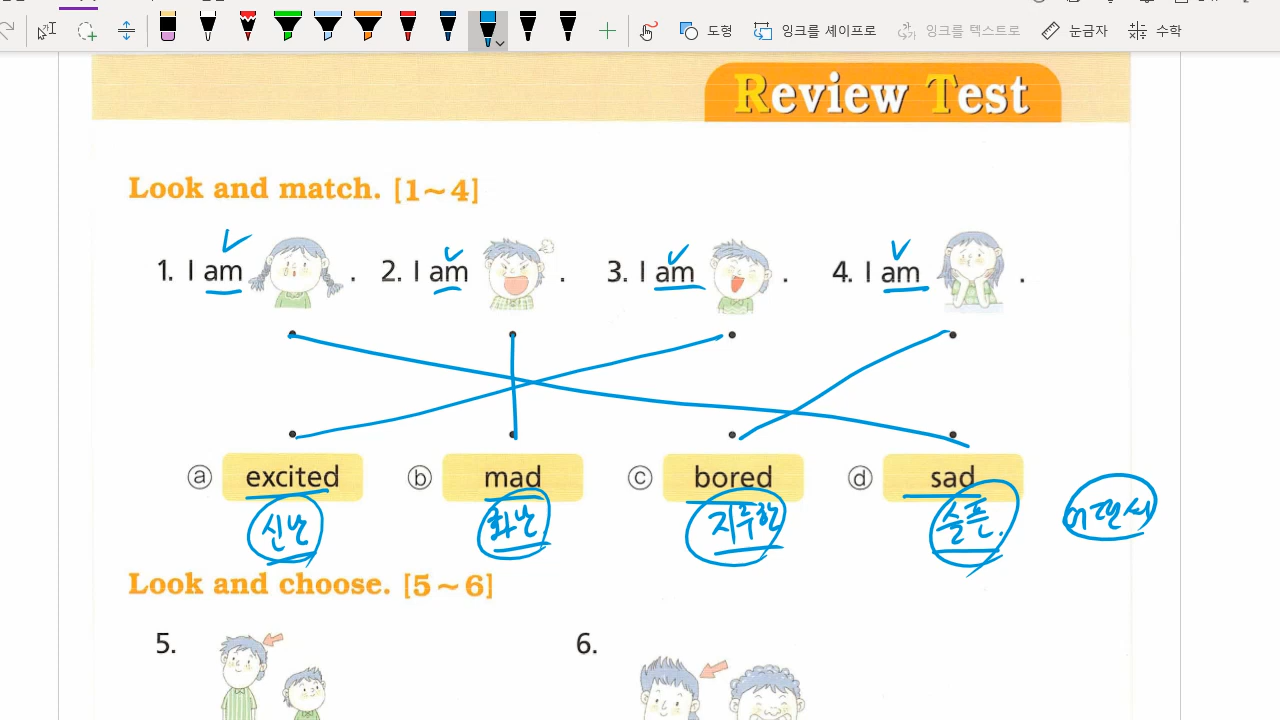 도형 잉크를 셰이프로 잉크를 텍스트로 눈금자 수학
Review Test
Look and match. [1~4]
1. I am . 2. I am . 3. I am . 4. I am .
ⓐ excited ⓑ mad ⓒ bored ⓓ sad
신난 화난 지루한 슬픈.
Look and choose. [5~6]
5. 6.